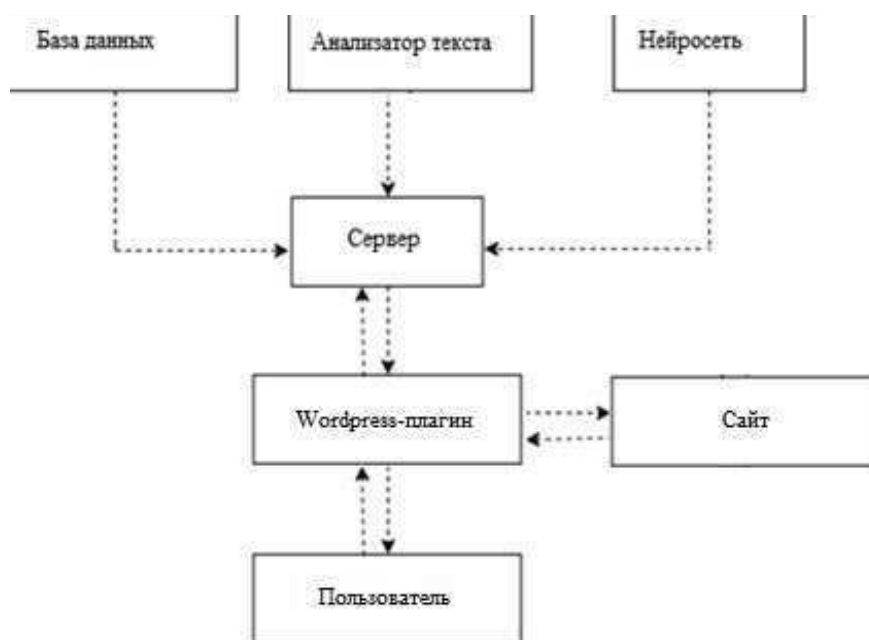 База данных
Анализатор текста
Нейросеть
Сервер
Wordpress-плагин
Сайт
Пользователь